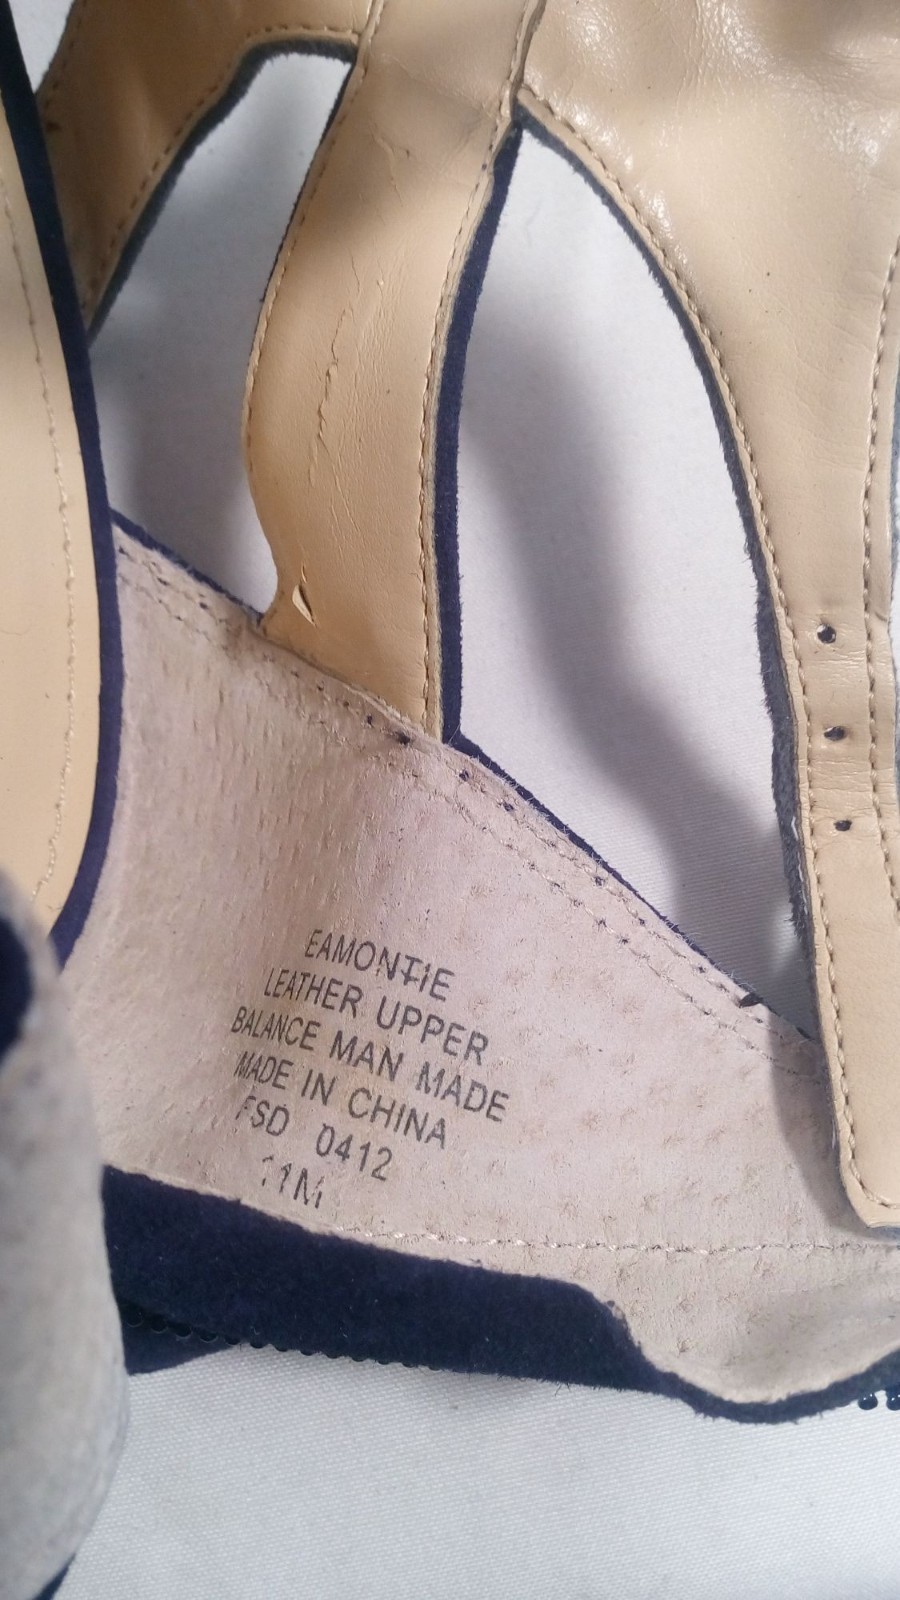 EAMONTIE
LEATHER UPPER
BALANCE MAN MADE
MADE IN CHINA
FSD 0412
11M